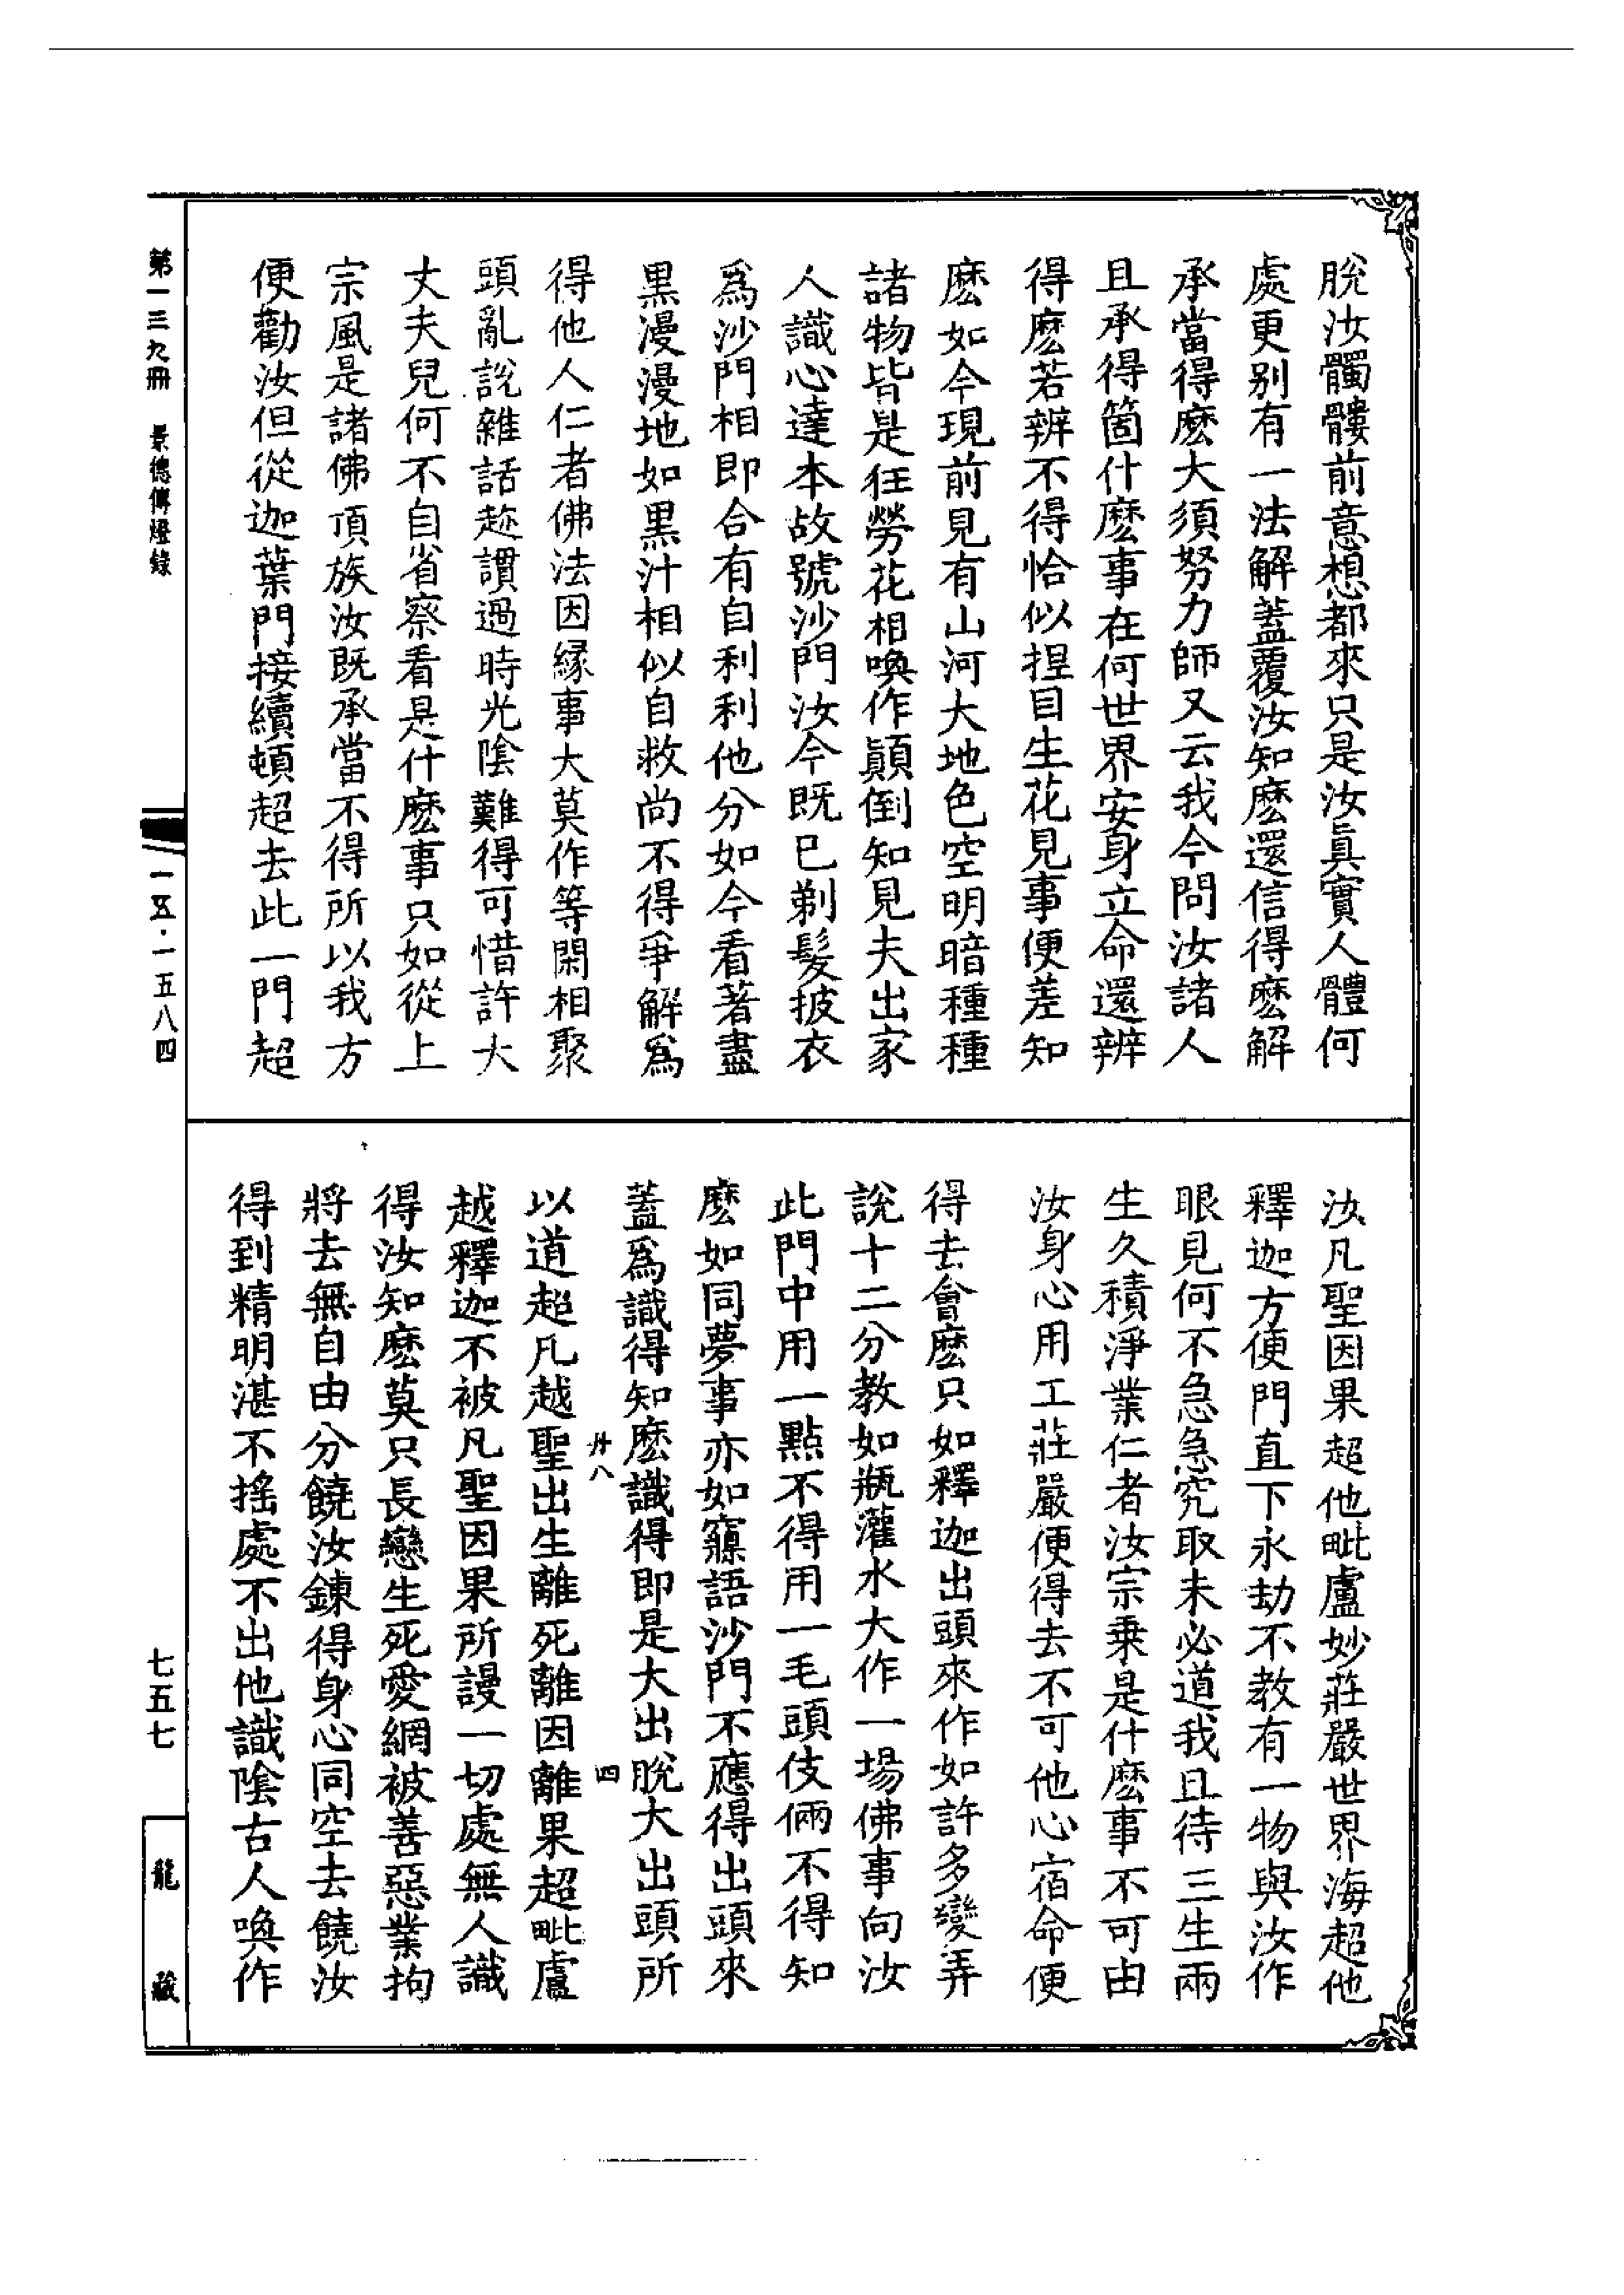 脫汝髑髏前意想都來只是汝眞實人體何
處更别有一法解蓋覆汝知麽還信得麽解
承當得麽大須努力師又云我今問汝諸人
且承得箇什麽事在何世界安身立命還辨
得麽若辨不得恰似揑目生花見事便差知
麽如今現前見有山河大地色空明暗種種
諸物皆是狂勞花相喚作顚倒知見夫出家
人識心達本故號沙門汝今旣已剃髮披衣
爲沙門相即合有自利利他分如今看著盡
黒漫漫地如黒汁相似自救尚不得爭解爲
得他人仁者佛法因緣事大莫作等閑相聚
頭亂說雜話趂謴過時光陰難得可惜許大
丈夫兒何不自省察看是什麽事只如從上
宗風是諸佛頂族汝旣承當不得所以我方
便勸汝但從迦葉門接續頓超去此一門超
汝凡聖因果超他毗盧妙莊嚴世界海超他
釋迦方便門直下永劫不教有一物與汝作
眼見何不急急究取未必道我且待三生兩
生久積淨業仁者汝宗乗是什麽事不可由
汝身心用工莊嚴便得去不可他心宿命便
得去會麽只如釋迦出頭來作如許多變弄
說十二分教如瓶灌水大作一場佛事向汝
此門中用一點不得用一毛頭伎倆不得知
麽如同夢事亦如寱語沙門不應得出頭來
蓋爲識得知麽識得即是大出脫大出頭所
廿八 四
以道超凡越聖出生離死離因離果超毗盧
越釋迦不被凡聖因果所謾一切處無人識
得汝知麽莫只長戀生死愛網被善惡業拘
將去無自由分饒汝鍊得身心同空去饒汝
得到精明湛不搖處不出他識陰古人喚作
第一三九冊 景德傳燈錄
一五·一五八四
七五七
龍藏